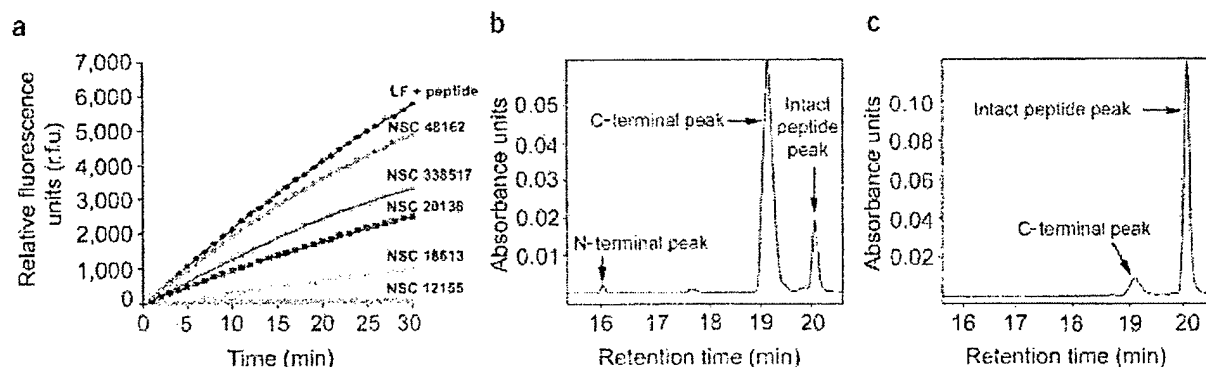 a
Relative fluorescence
units (r.f.u.)
7,000
6,000
5,000
4,000
3,000
2,000
1,000
0
0 5 10 15 20 25 30
Time (min)
LF + peptide
NSC 48162
NSC 338517
NSC 20136
NSC 18613
NSC 12155
b
Absorbance units
0.05
0.04
0.03
0.02
0.01
C-terminal peak
Intact
peptide
peak
N-terminal peak
16 17 18 19 20
Retention time (min)
c
Absorbance units
0.10
0.08
0.06
0.04
0.02
Intact peptide peak
C-terminal peak
16 17 18 19 20
Retention time (min)